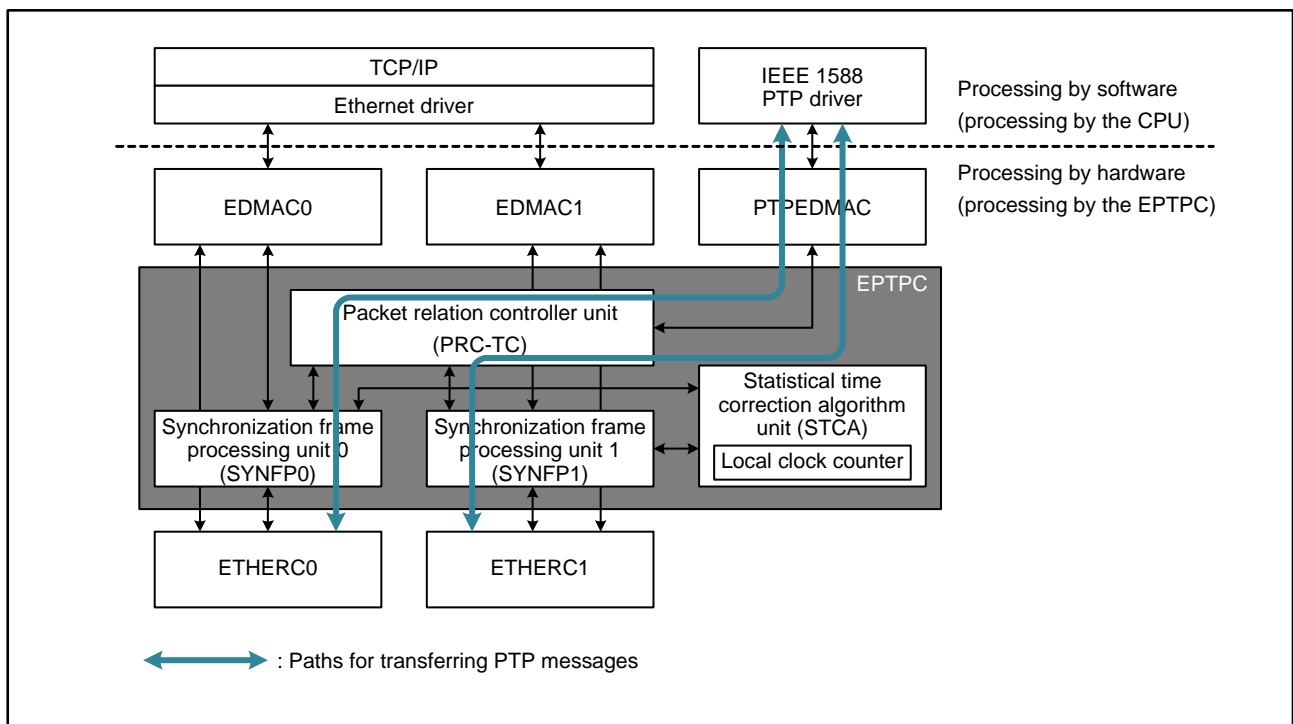 TCP/IP
Ethernet driver
IEEE 1588
PTP driver
Processing by software
(processing by the CPU)
Processing by hardware
(processing by the EPTPC)
EDMAC0
EDMAC1
PTPEDMAC
EPTPC
Packet relation controller unit
(PRC-TC)
Synchronization frame
processing unit 0
(SYNFP0)
Synchronization frame
processing unit 1
(SYNFP1)
Statistical time
correction algorithm
unit (STCA)
Local clock counter
ETHERC0
ETHERC1
: Paths for transferring PTP messages